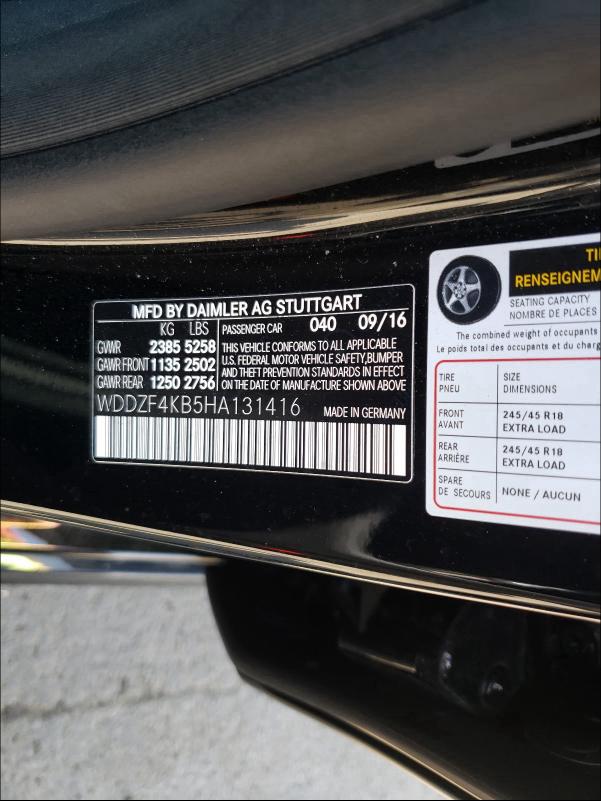 MFD BY DAIMLER AG STUTTGART
KG LBS
GVWR 2385 5258
GAWR FRONT 1135 2502
GAWR REAR 1250 2756
PASSENGER CAR 040 09/16
THIS VEHICLE CONFORMS TO ALL APPLICABLE
U.S. FEDERAL MOTOR VEHICLE SAFETY, BUMPER
AND THEFT PREVENTION STANDARDS IN EFFECT
ON THE DATE OF MANUFACTURE SHOWN ABOVE
WDDZF4KB5HA131416 MADE IN GERMANY
RENSEIGNEM
SEATING CAPACITY
NOMBRE DE PLACES
The combined weight of occupants
Le poids total des occupants et du charg
TIRE SIZE
PNEU DIMENSIONS
FRONT 245/45 R18
AVANT EXTRA LOAD
REAR 245/45 R18
ARRIÈRE EXTRA LOAD
SPARE
DE SECOURS NONE / AUCUN